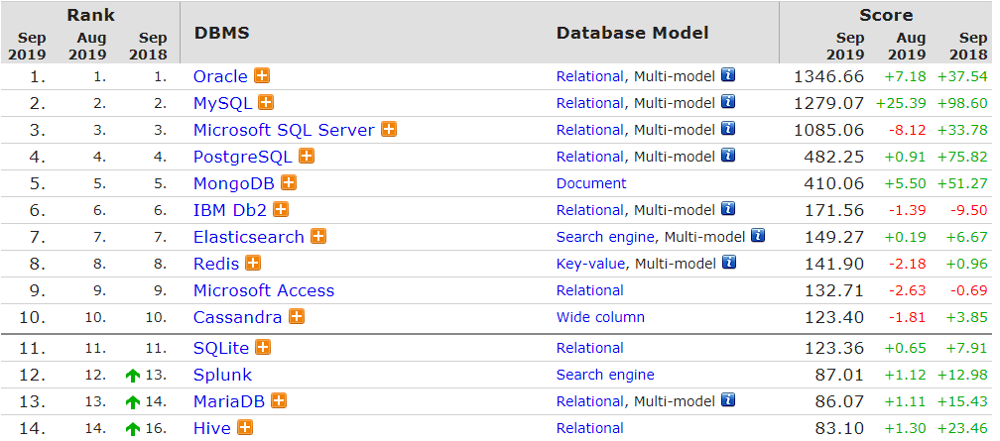 Rank DBMS Database Model Score
Sep 2019 Aug 2019 Sep 2018 Sep 2019 Aug 2019 Sep 2018
1. 1. 1. Oracle Relational, Multi-model 1346.66 +7.18 +37.54
2. 2. 2. MySQL Relational, Multi-model 1279.07 +25.39 +98.60
3. 3. 3. Microsoft SQL Server Relational, Multi-model 1085.06 -8.12 +33.78
4. 4. 4. PostgreSQL Relational, Multi-model 482.25 +0.91 +75.82
5. 5. 5. MongoDB Document 410.06 +5.50 +51.27
6. 6. 6. IBM Db2 Relational, Multi-model 171.56 -1.39 -9.50
7. 7. 7. Elasticsearch Search engine, Multi-model 149.27 +0.19 +6.67
8. 8. 8. Redis Key-value, Multi-model 141.90 -2.18 +0.96
9. 9. 9. Microsoft Access Relational 132.71 -2.63 -0.69
10. 10. 10. Cassandra Wide column 123.40 -1.81 +3.85
11. 11. 11. SQLite Relational 123.36 +0.65 +7.91
12. 12. 13. Splunk Search engine 87.01 +1.12 +12.98
13. 13. 14. MariaDB Relational, Multi-model 86.07 +1.11 +15.43
14. 14. 16. Hive Relational 83.10 +1.30 +23.46